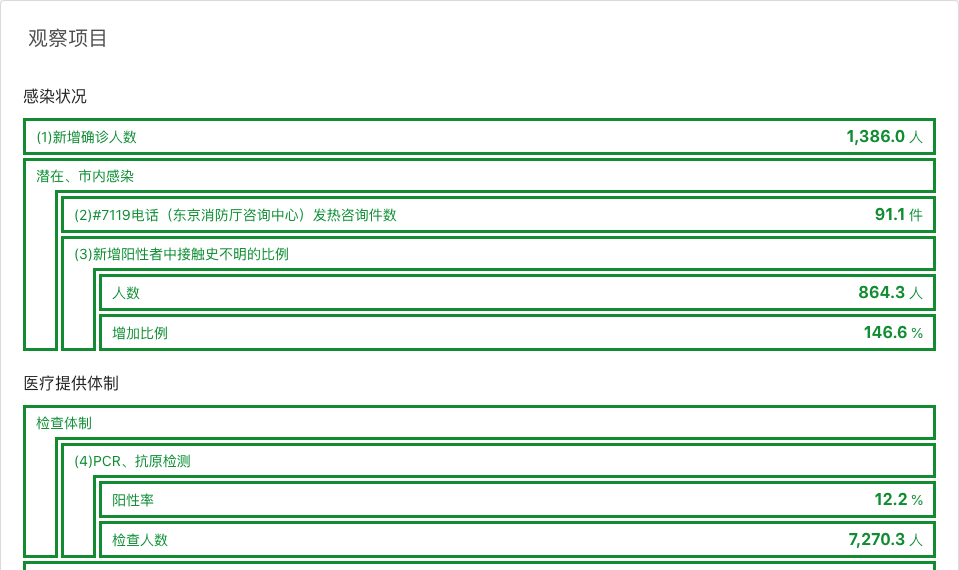 观察项目
感染状况
(1)新增确诊人数 1,386.0 人
潜在、市内感染
(2)#7119电话（东京消防厅咨询中心）发热咨询件数 91.1 件
(3)新增阳性者中接触史不明的比例
人数 864.3 人
增加比例 146.6 %
医疗提供体制
检查体制
(4)PCR、抗原检测
阳性率 12.2 %
检查人数 7,270.3 人